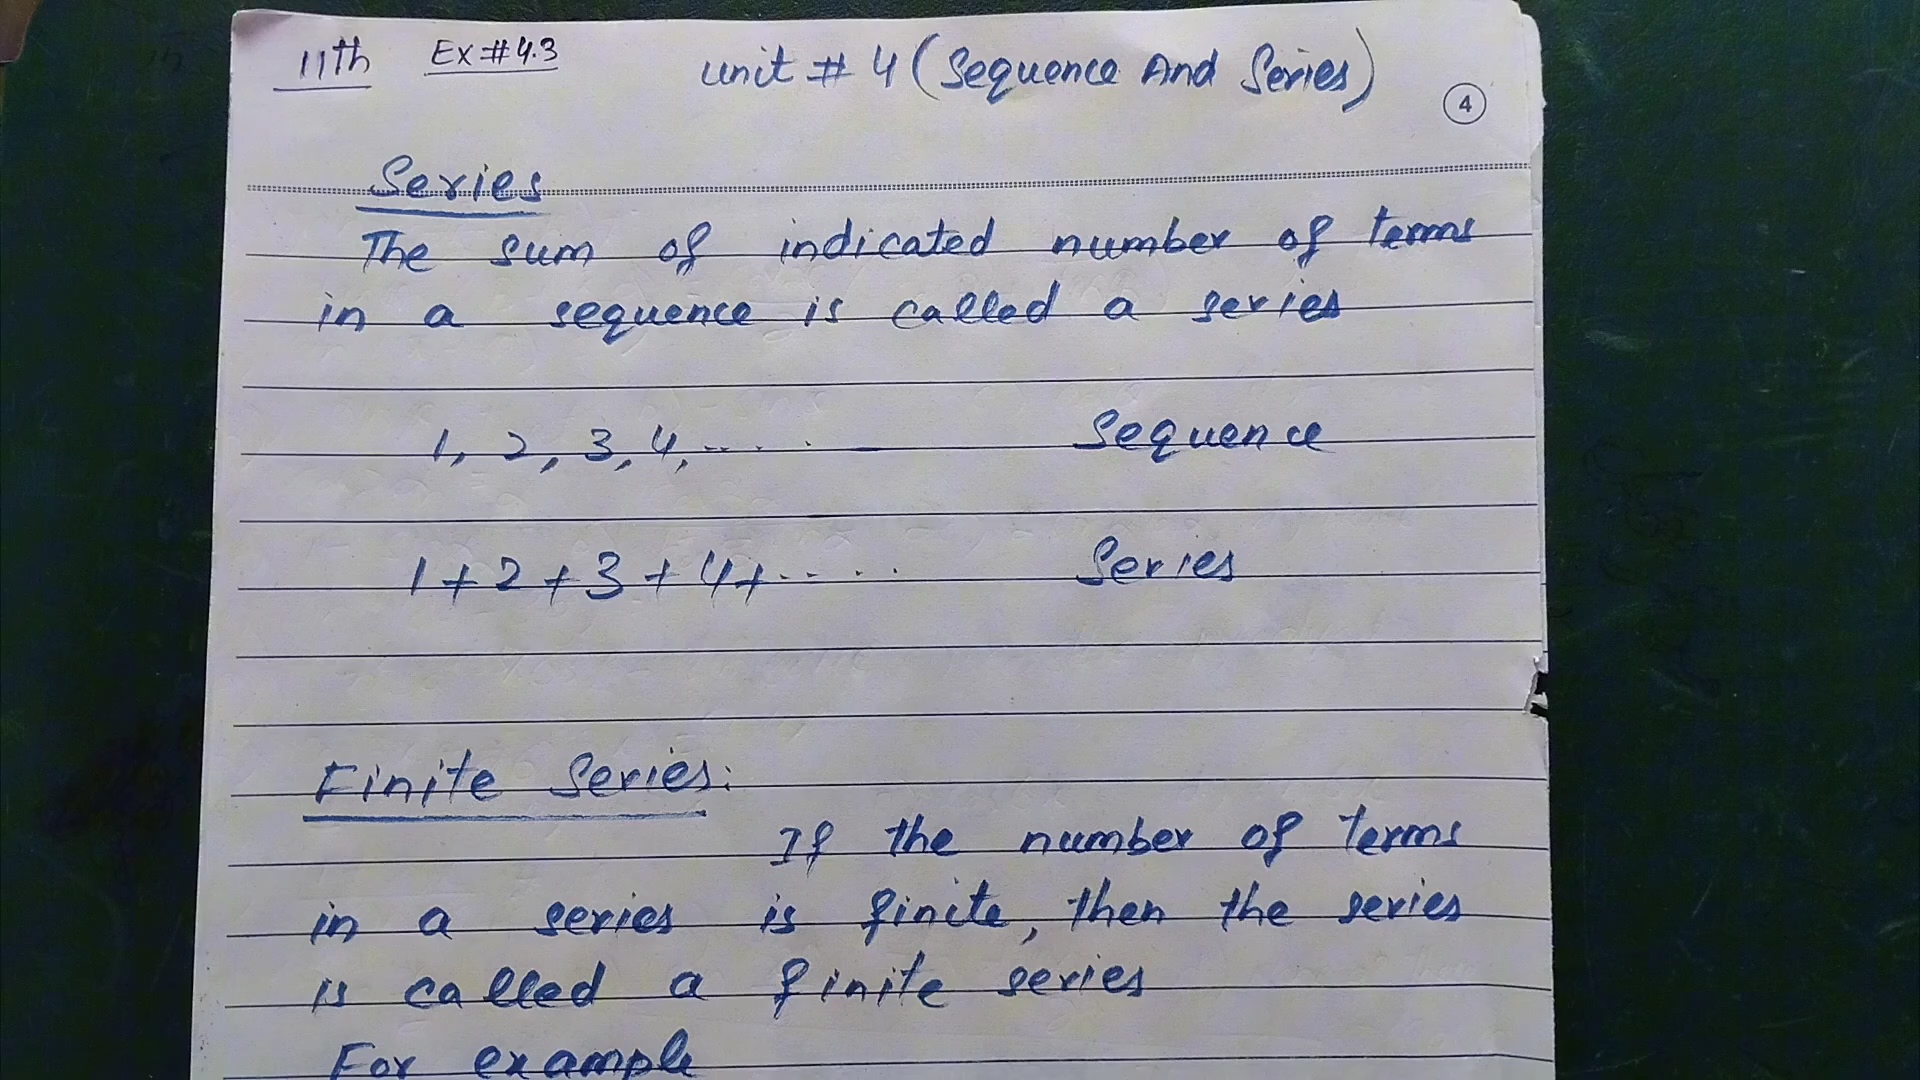 11th Ex#4.3 unit # 4 (Sequence And Series)
4
Series
The sum of indicated number of terms
in a sequence is called a series
1, 2, 3, 4, ..... Sequence
1+2+3+4+..... Series
Finite Series:
If the number of terms
in a series is finite, then the series
is called a finite series
For example